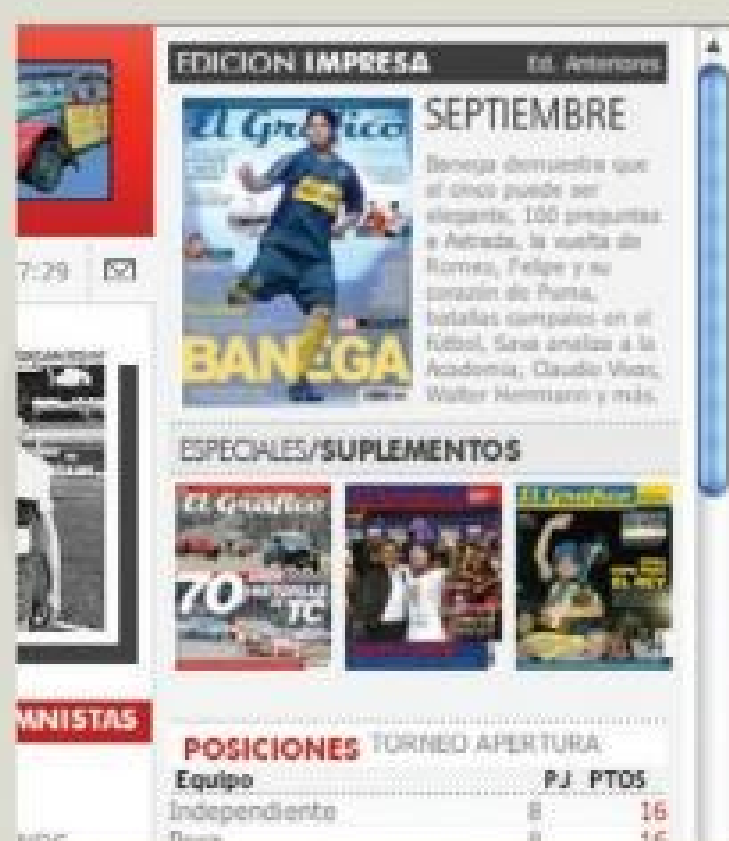 EDICION IMPRESA
Ed. Anteriores
El Gráfico
BANEGA
SEPTIEMBRE
Banega demuestra que
el cinco puede ser
elegante, 100 preguntas
a Astrada, la vuelta de
Romeo, Felipe y su
corazón de Puma,
batallas campales en el
fútbol, Sava analiza a la
Academia, Claudio Vivas,
Walter Herrmann y más.
7:29
ESPECIALES/SUPLEMENTOS
El Gráfico
70
TC
El Gráfico
EL REY
MNISTAS
POSICIONES TORNEO APERTURA
Equipo PJ PTOS
Independiente 8 16